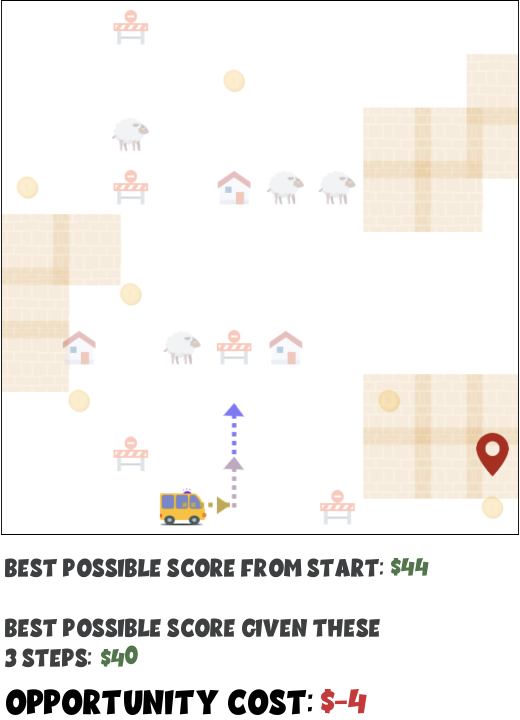 BEST POSSIBLE SCORE FROM START: $44
BEST POSSIBLE SCORE GIVEN THESE
3 STEPS: $40
OPPORTUNITY COST: $-4